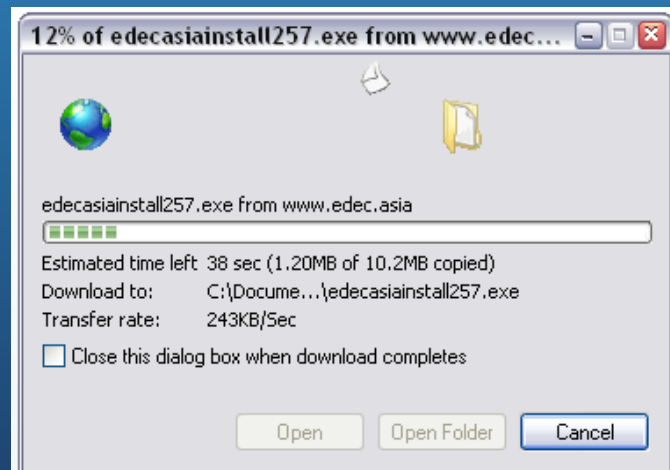 12% of edecasiainstall257.exe from www.edec...
edecasiainstall257.exe from www.edec.asia
Estimated time left 38 sec (1.20MB of 10.2MB copied)
Download to: C:\Docume...\edecasiainstall257.exe
Transfer rate: 243KB/Sec
Close this dialog box when download completes
Open Open Folder Cancel